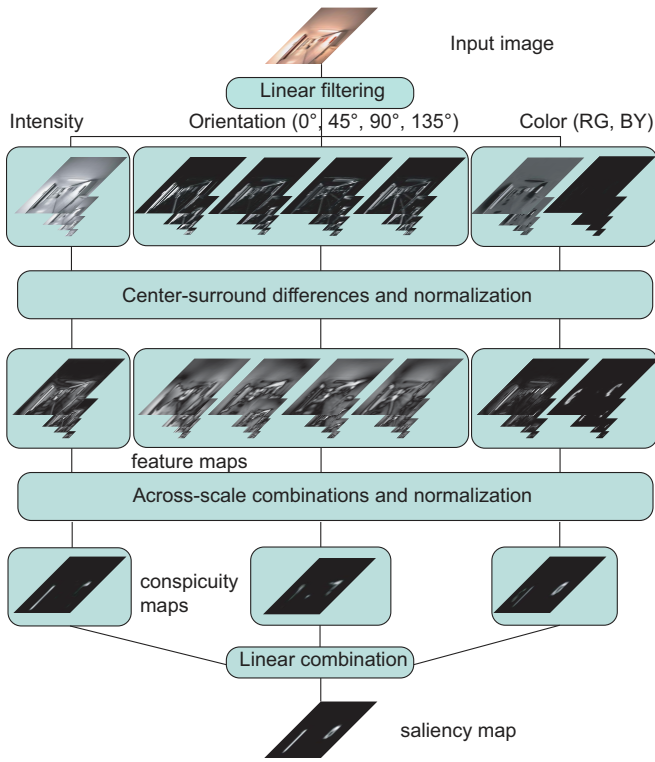 Input image
Linear filtering
Intensity
Orientation (0°, 45°, 90°, 135°)
Color (RG, BY)
Center-surround differences and normalization
feature maps
Across-scale combinations and normalization
conspicuity
maps
Linear combination
saliency map